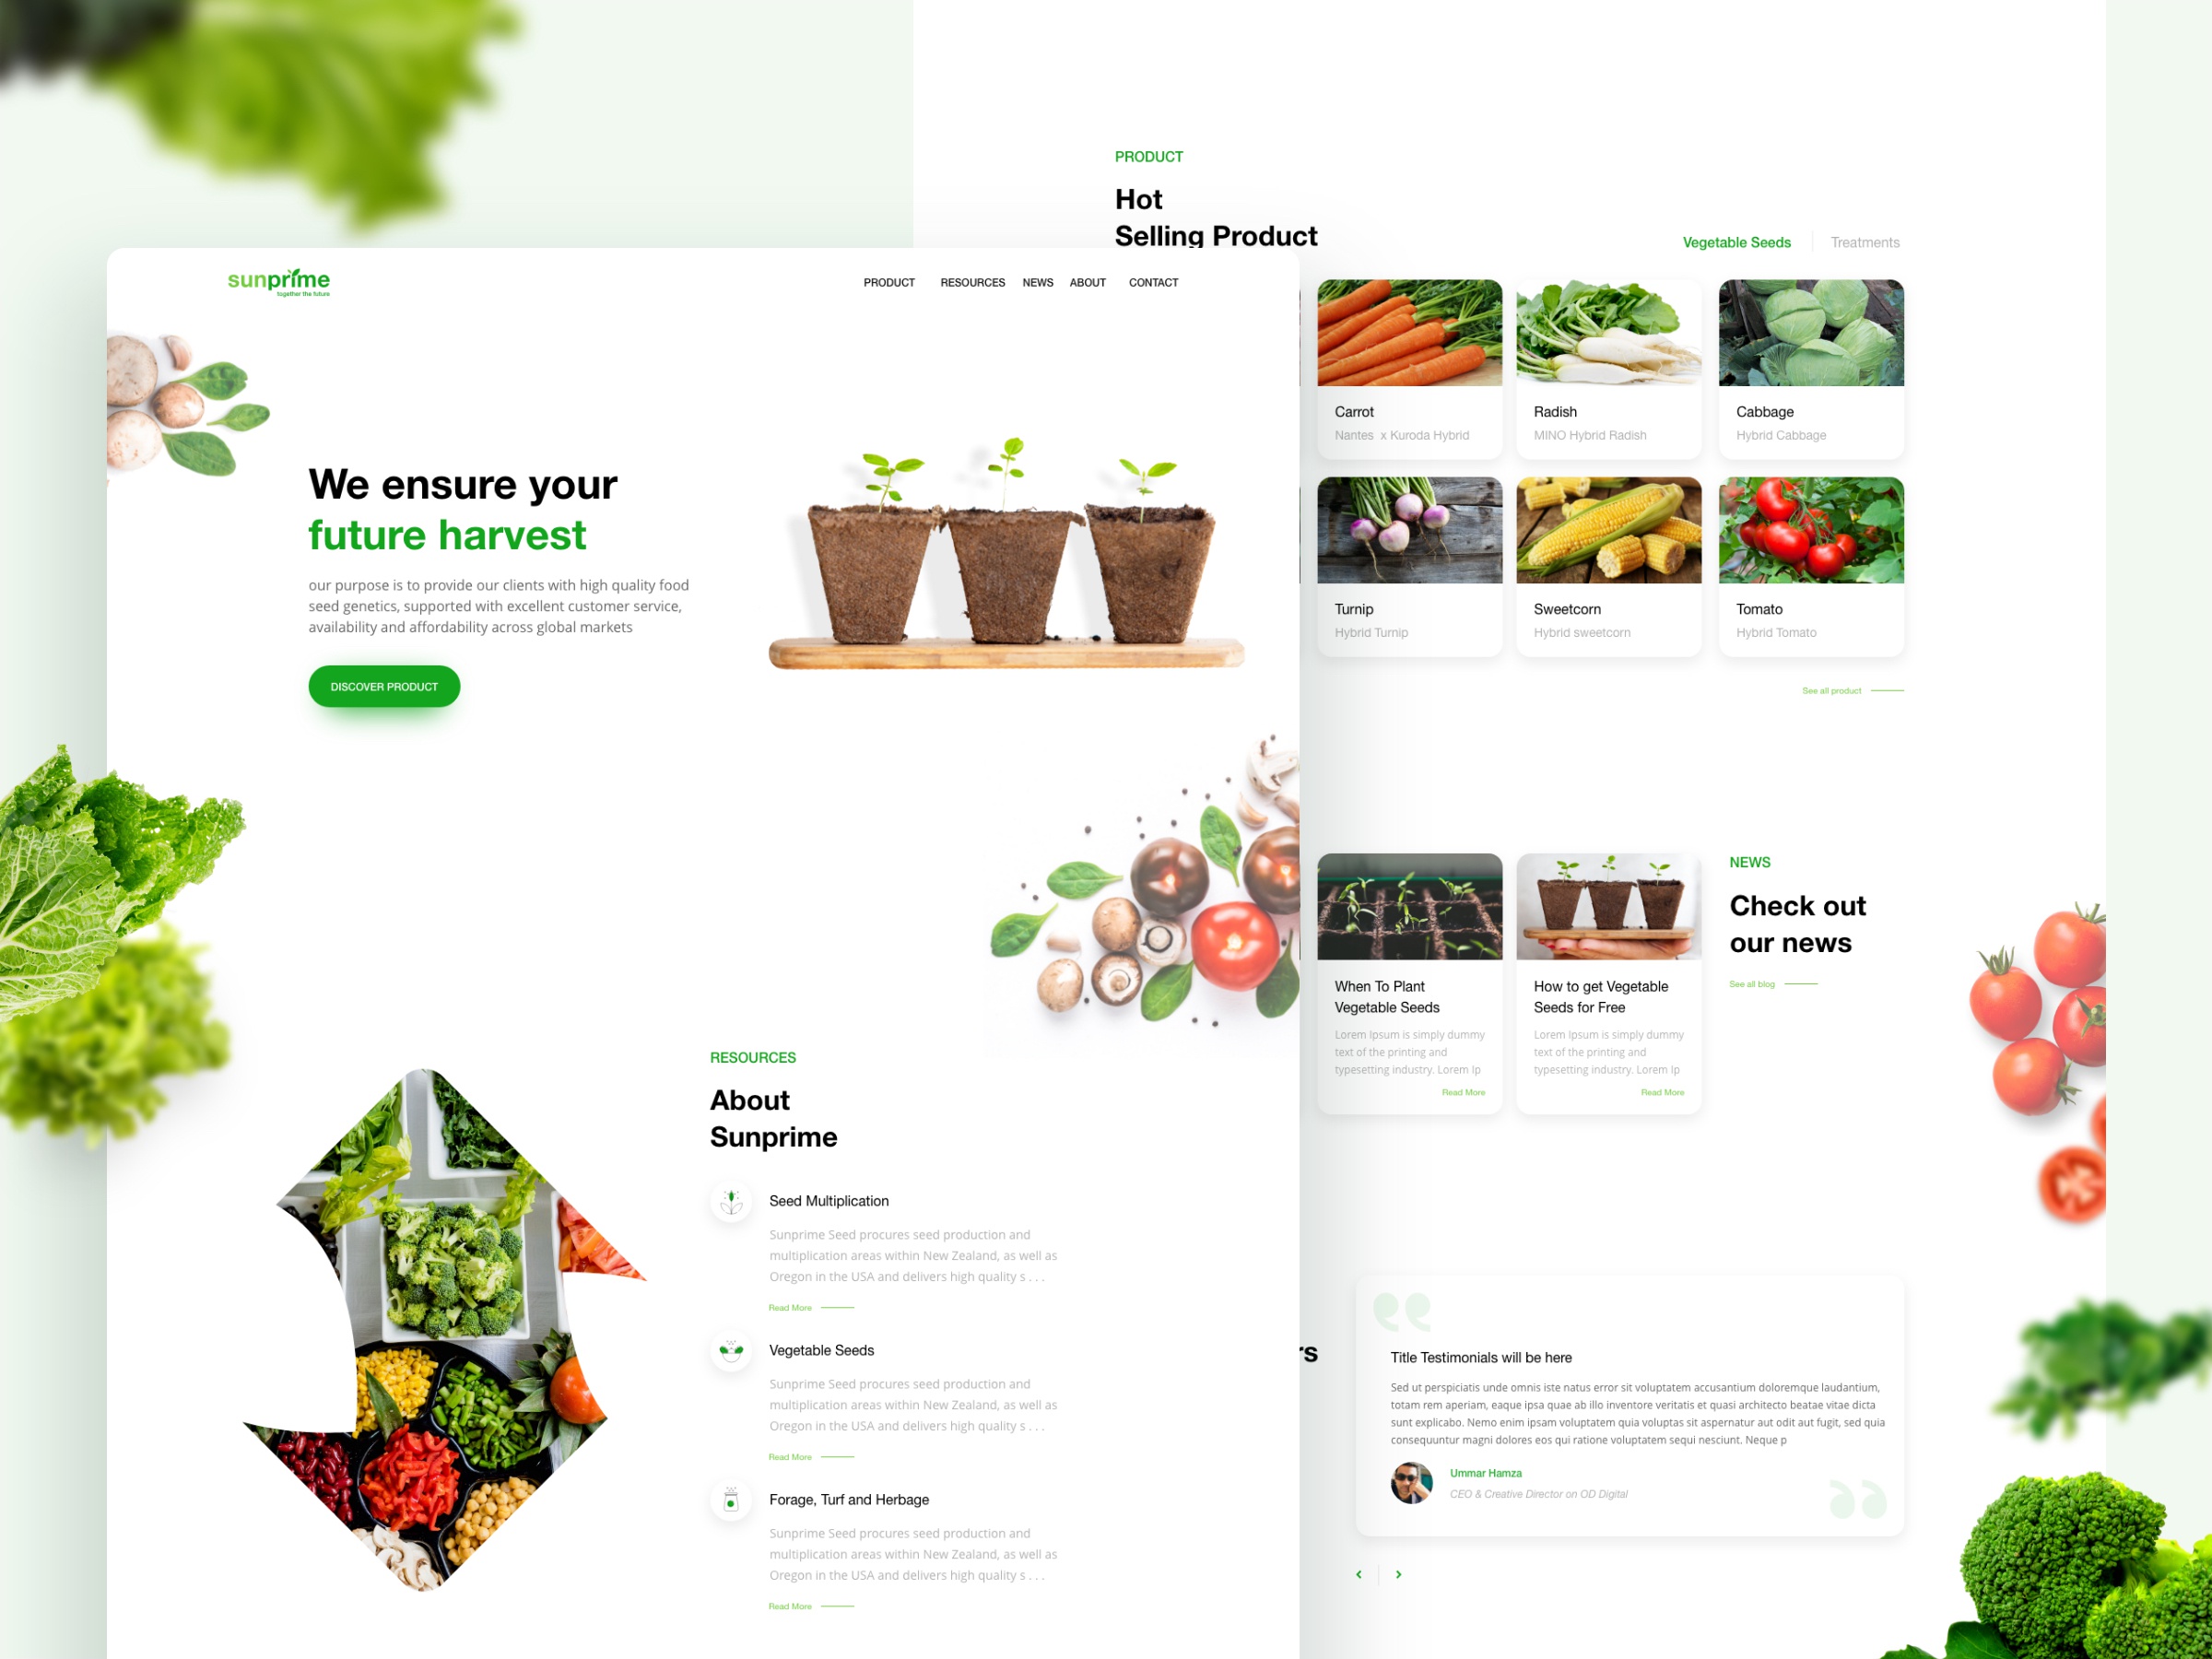 PRODUCT
Hot
Selling Product
Vegetable Seeds
Treatments
sunprime
together the future
PRODUCT
RESOURCES
NEWS
ABOUT
CONTACT
We ensure your
future harvest
our purpose is to provide our clients with high quality food
seed genetics, supported with excellent customer service,
availability and affordability across global markets
DISCOVER PRODUCT
RESOURCES
About
Sunprime
Seed Multiplication
Sunprime Seed procures seed production and
multiplication areas within New Zealand, as well as
Oregon in the USA and delivers high quality s . . .
Read More
Vegetable Seeds
Sunprime Seed procures seed production and
multiplication areas within New Zealand, as well as
Oregon in the USA and delivers high quality s . . .
Read More
Forage, Turf and Herbage
Sunprime Seed procures seed production and
multiplication areas within New Zealand, as well as
Oregon in the USA and delivers high quality s . . .
Read More
Carrot
Nantes x Kuroda Hybrid
Radish
MINO Hybrid Radish
Cabbage
Hybrid Cabbage
Turnip
Hybrid Turnip
Sweetcorn
Hybrid sweetcorn
Tomato
Hybrid Tomato
See all product
When To Plant
Vegetable Seeds
Lorem Ipsum is simply dummy
text of the printing and
typesetting industry. Lorem Ip
Read More
How to get Vegetable
Seeds for Free
Lorem Ipsum is simply dummy
text of the printing and
typesetting industry. Lorem Ip
Read More
NEWS
Check out
our news
See all blog
Title Testimonials will be here
Sed ut perspiciatis unde omnis iste natus error sit voluptatem accusantium doloremque laudantium,
totam rem aperiam, eaque ipsa quae ab illo inventore veritatis et quasi architecto beatae vitae dicta
sunt explicabo. Nemo enim ipsam voluptatem quia voluptas sit aspernatur aut odit aut fugit, sed quia
consequuntur magni dolores eos qui ratione voluptatem sequi nesciunt. Neque p
Ummar Hamza
CEO & Creative Director on OD Digital